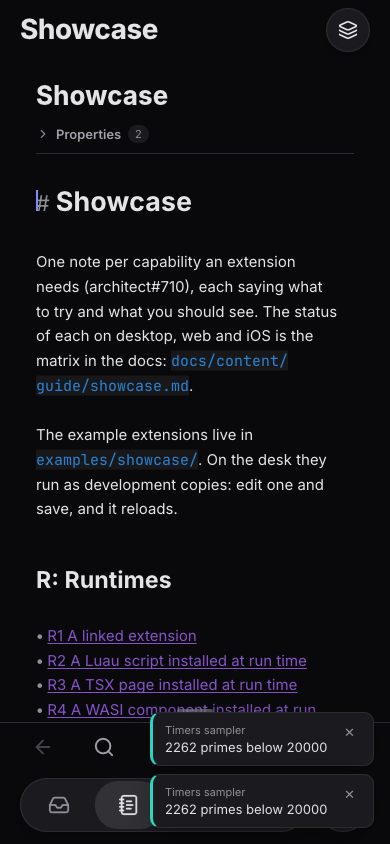 Showcase
Showcase
Properties 2
# Showcase
One note per capability an extension
needs (architect#710), each saying what
to try and what you should see. The status
of each on desktop, web and iOS is the
matrix in the docs: docs/content/
guide/showcase.md.
The example extensions live in
examples/showcase/. On the desk they
run as development copies: edit one and
save, and it reloads.
R: Runtimes
• R1 A linked extension
• R2 A Luau script installed at run time
• R3 A TSX page installed at run time
• R4 A WASI component installed at run
Timers sampler
2262 primes below 20000
Timers sampler
2262 primes below 20000